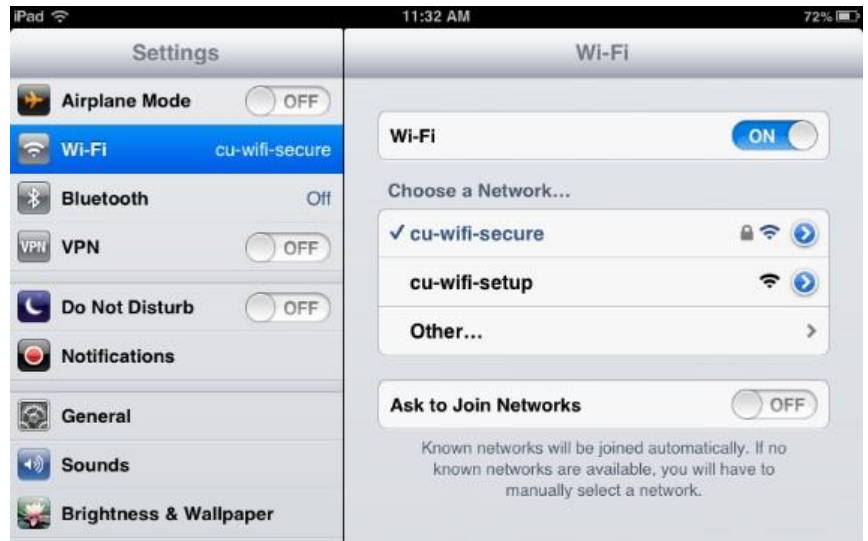 iPad 11:32 AM 72%
Settings
Airplane Mode OFF
Wi-Fi cu-wifi-secure
Bluetooth Off
VPN VPN OFF
Do Not Disturb OFF
Notifications
General
Sounds
Brightness & Wallpaper
Wi-Fi
Wi-Fi ON
Choose a Network...
✓ cu-wifi-secure
cu-wifi-setup
Other...
Ask to Join Networks OFF
Known networks will be joined automatically. If no
known networks are available, you will have to
manually select a network.